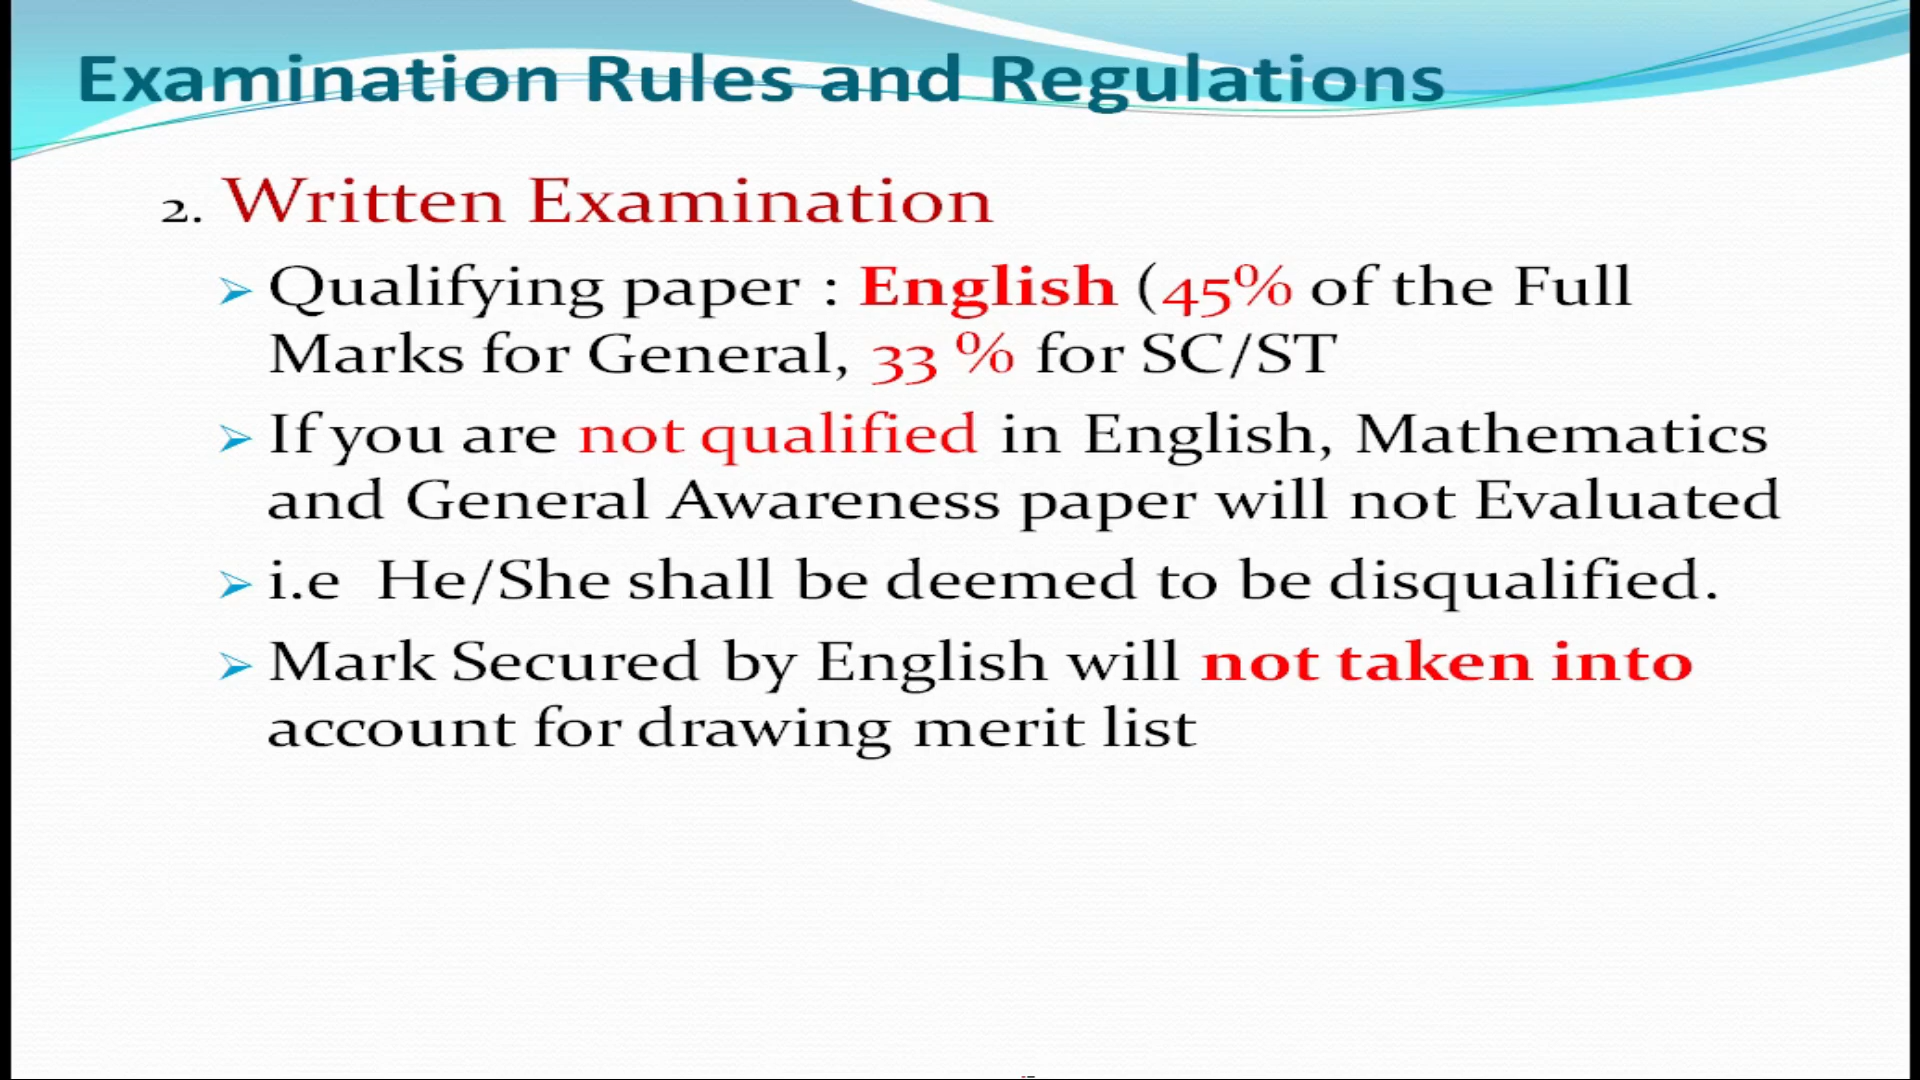 Examination Rules and Regulations
2. Written Examination
➢ Qualifying paper : English (45% of the Full
Marks for General, 33 % for SC/ST
➢ If you are not qualified in English, Mathematics
and General Awareness paper will not Evaluated
➢ i.e He/She shall be deemed to be disqualified.
➢ Mark Secured by English will not taken into
account for drawing merit list